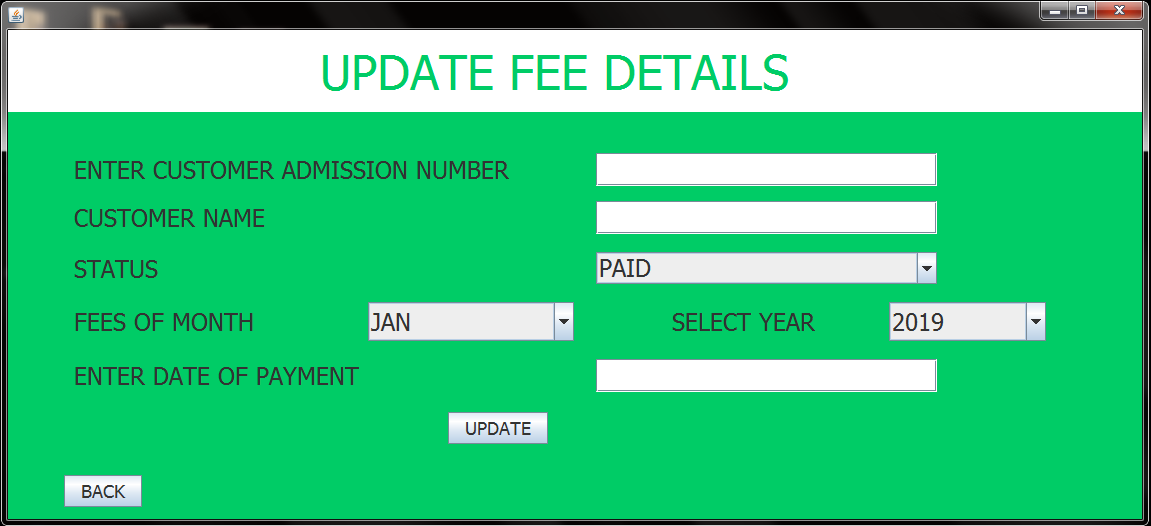 UPDATE FEE DETAILS
ENTER CUSTOMER ADMISSION NUMBER
CUSTOMER NAME
STATUS PAID
FEES OF MONTH JAN SELECT YEAR 2019
ENTER DATE OF PAYMENT
UPDATE
BACK